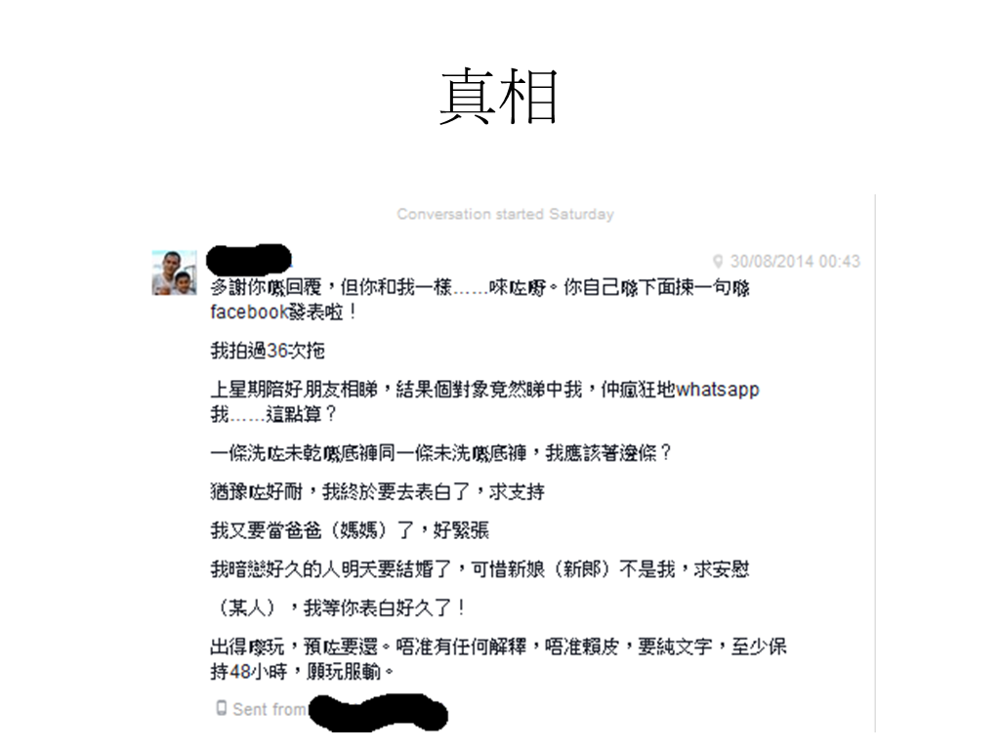 真相
Conversation started Saturday
30/08/2014 00:43
多謝你嘅回覆，但你和我一樣……唻咗嘢。你自己喺下面揀一句喺
facebook發表啦！
我拍過36次拖
上星期陪好朋友相睇，結果個對象竟然睇中我，仲瘋狂地whatsapp
我……這點算？
一條洗咗未乾嘅底褲同一條未洗嘅底褲，我應該著邊條？
猶豫咗好耐，我終於要去表白了，求支持
我又要當爸爸（媽媽）了，好緊張
我暗戀好久的人明天要結婚了，可惜新娘（新郎）不是我，求安慰
（某人），我等你表白好久了！
出得嚟玩，預咗要還。唔准有任何解釋，唔准賴皮，要純文字，至少保
持48小時，願玩服輸。
Sent from